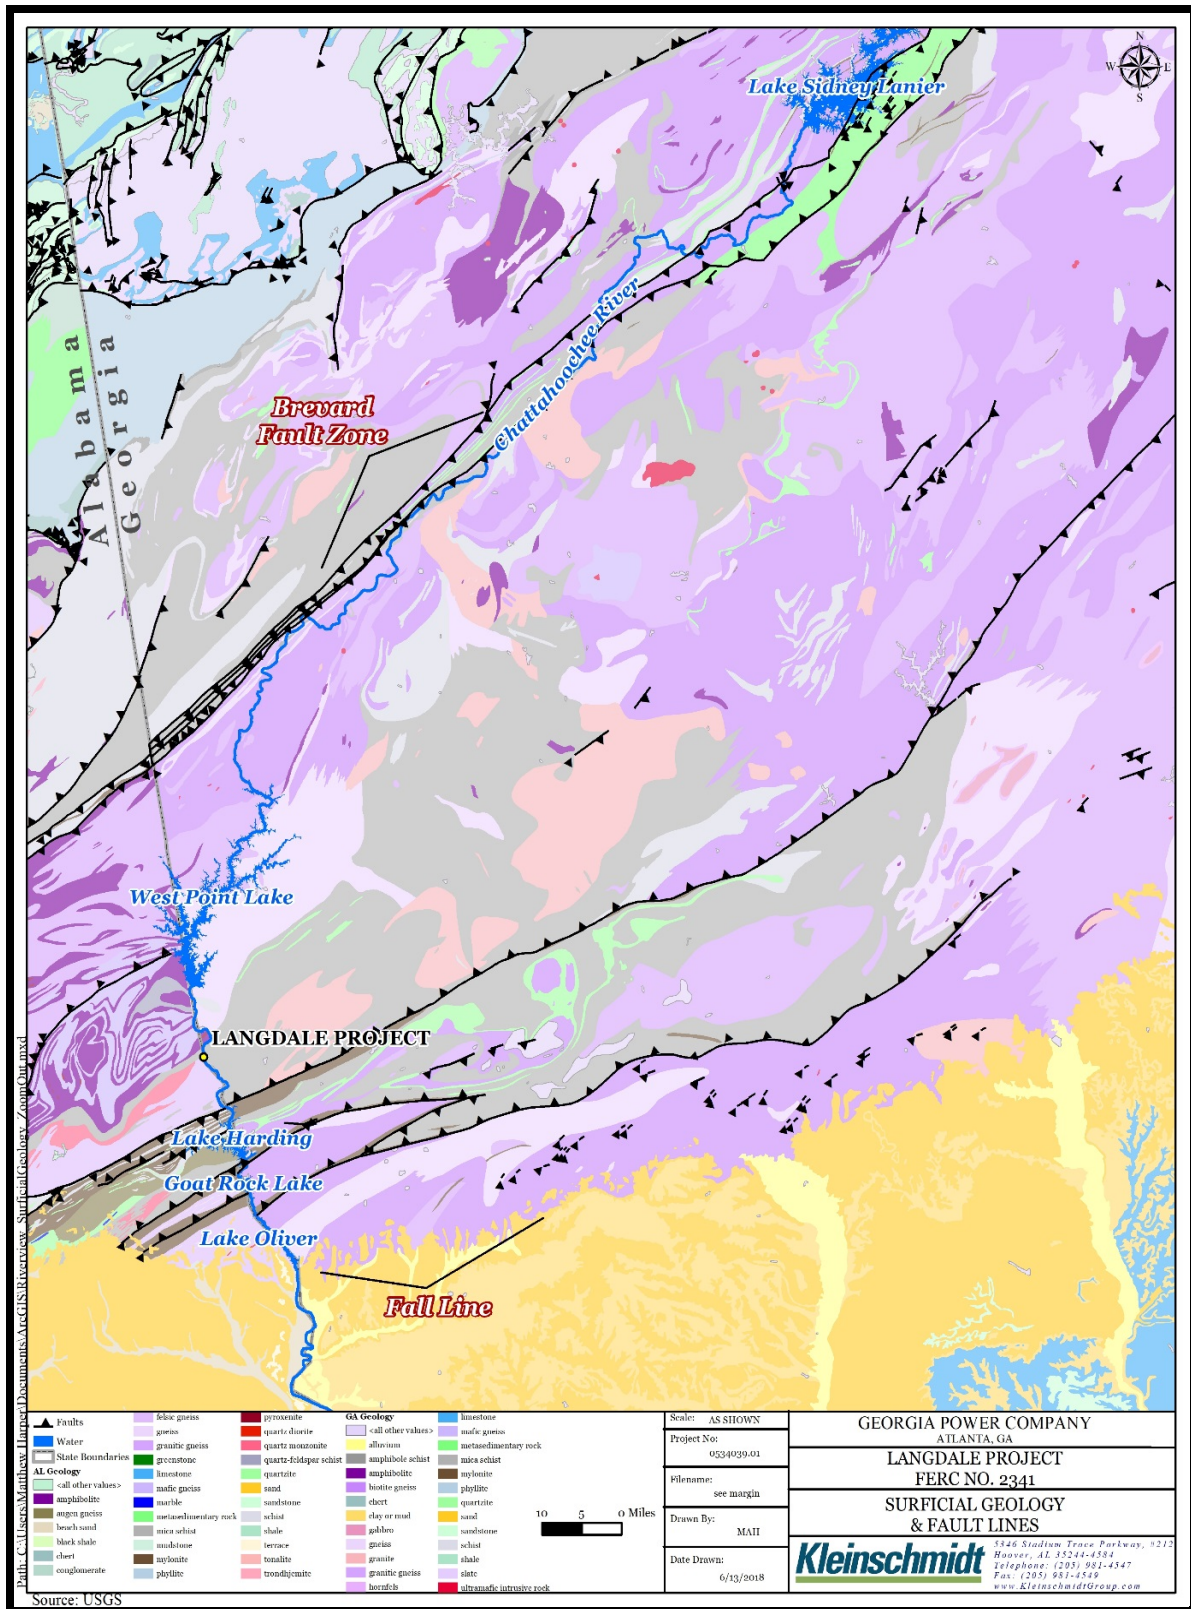 N
W E
S
Lake Sidney Lanier
Chattahoochee River
Alabama
Georgia
Brevard
Fault Zone
West Point Lake
LANGDALE PROJECT
Lake Harding
Goat Rock Lake
Lake Oliver
Fall Line
Path: C:\Users\Matthew Harper\Documents\ArcGIS\Riverview_SurficialGeology_ZoomOut.mxd
Faults
Water
State Boundaries
AL Geology
<all other values>
amphibolite
augen gneiss
beach sand
black shale
chert
conglomerate
felsic gneiss
gneiss
granitic gneiss
greenstone
limestone
mafic gneiss
marble
metasedimentary rock
mica schist
mudstone
mylonite
phyllite
pyroxenite
quartz diorite
quartz monzonite
quartz-feldspar schist
quartzite
sand
sandstone
schist
shale
terrace
tonalite
trondhjemite
GA Geology
<all other values>
alluvium
amphibole schist
amphibolite
biotite gneiss
chert
clay or mud
gabbro
gneiss
granite
granitic gneiss
hornfels
limestone
mafic gneiss
metasedimentary rock
mica schist
mylonite
phyllite
quartzite
sand
sandstone
schist
shale
slate
ultramafic intrusive rock
10 5 0 Miles
Scale: AS SHOWN
Project No:
0534039.01
Filename:
see margin
Drawn By:
MAH
Date Drawn:
6/13/2018
GEORGIA POWER COMPANY
ATLANTA, GA
LANGDALE PROJECT
FERC NO. 2341
SURFICIAL GEOLOGY
& FAULT LINES
Kleinschmidt
5346 Stadium Trace Parkway, #212
Hoover, AL 35244-4584
Telephone: (205) 981-4547
Fax: (205) 981-4549
www.KleinschmidtGroup.com
Source: USGS